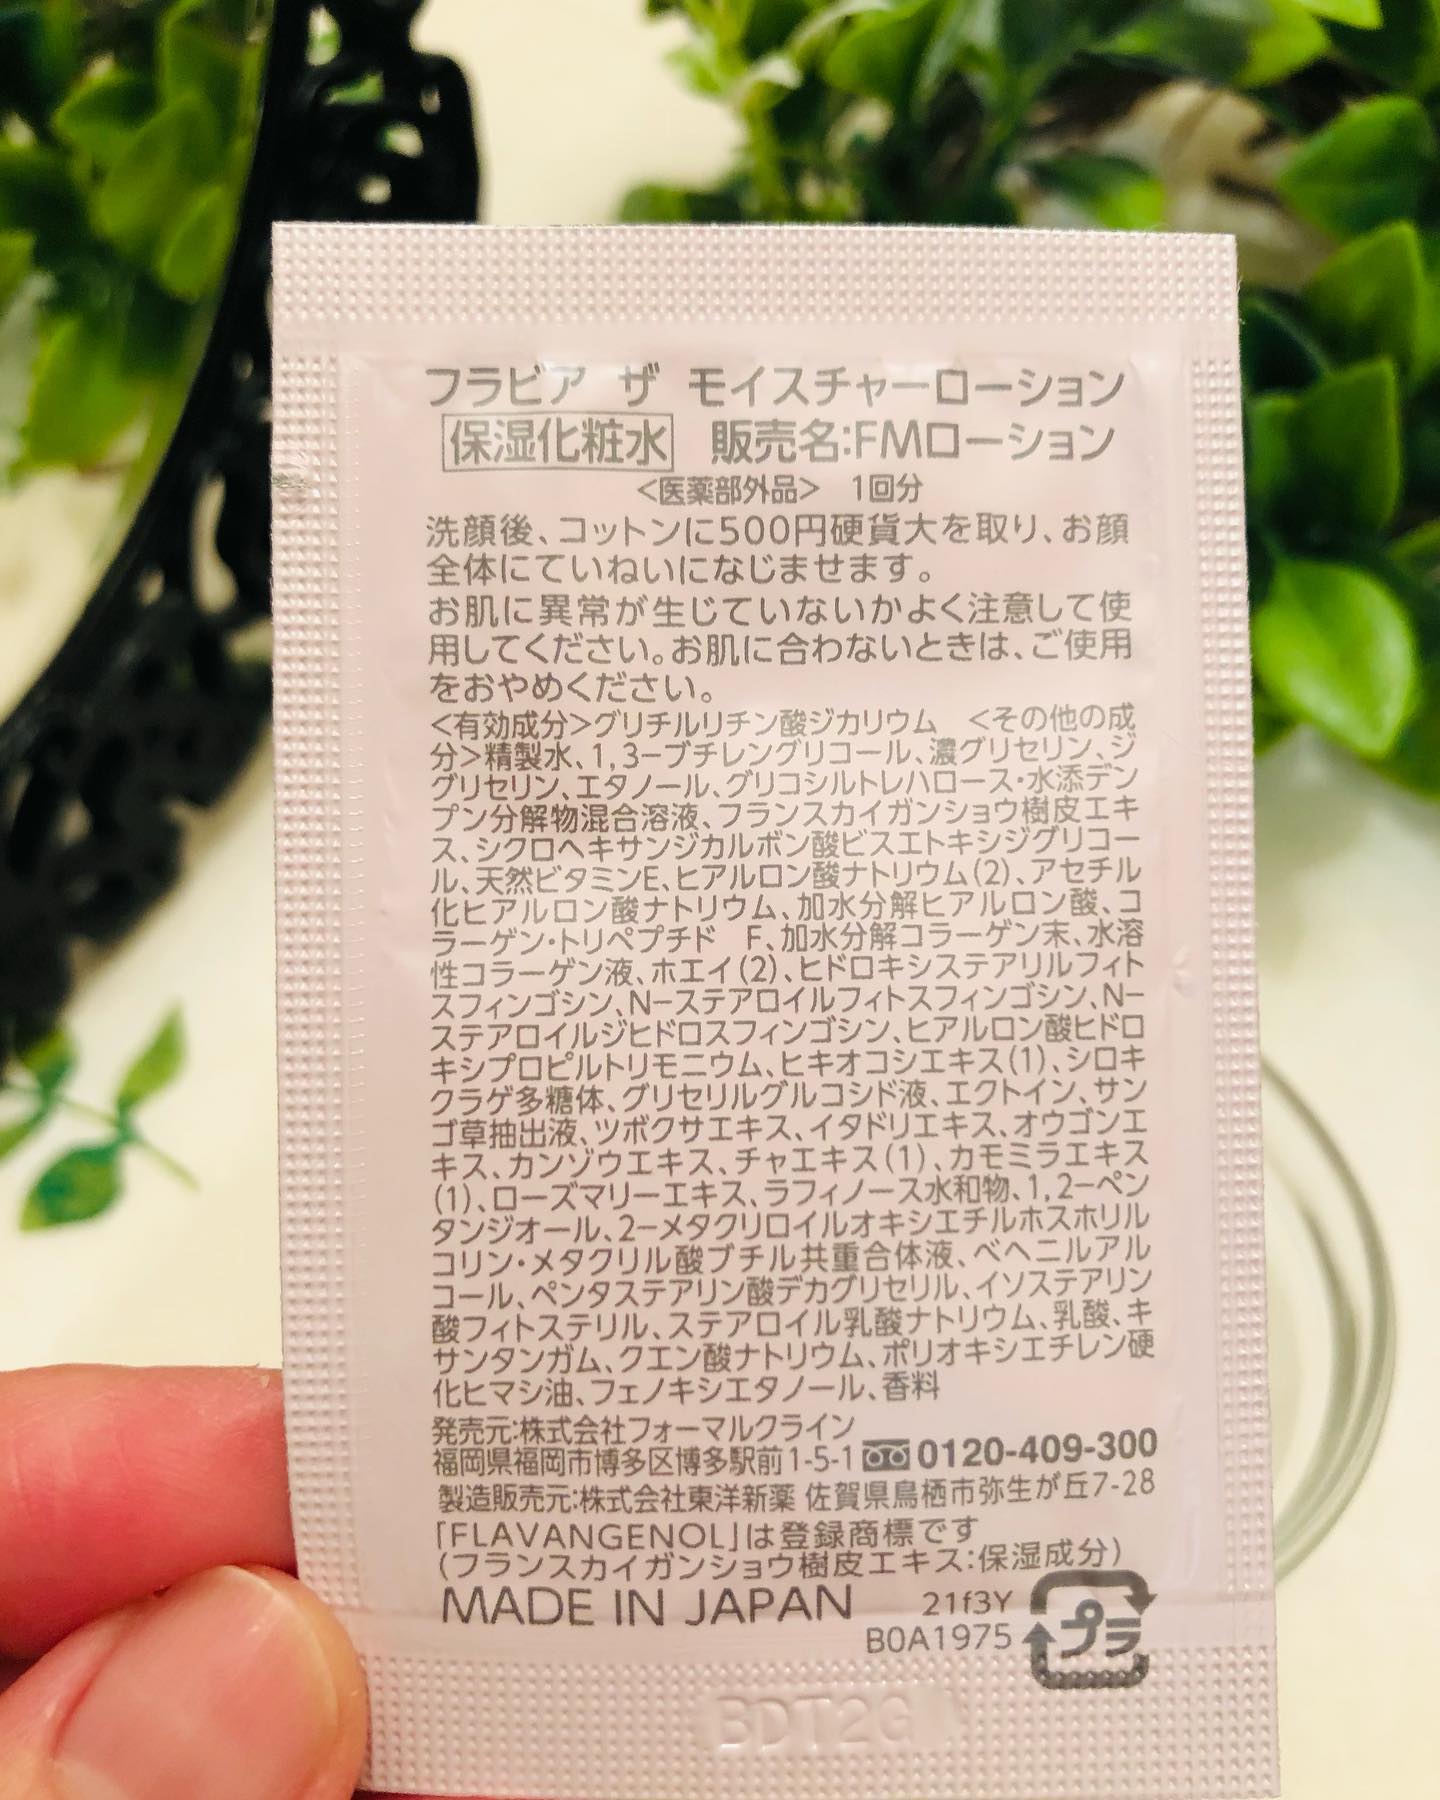 フラビア ザ モイスチャーローション
保湿化粧水 販売名:FMローション
<医薬部外品> 1回分
洗顔後、コットンに500円硬貨大を取り、お顔
全体にていねいになじませます。
お肌に異常が生じていないかよく注意して使
用してください。お肌に合わないときは、ご使用
をおやめください。
<有効成分>グリチルリチン酸ジカリウム <その他の成
分>精製水、1,3−ブチレングリコール、濃グリセリン、ジ
グリセリン、エタノール、グリコシルトレハロース・水添デン
プン分解物混合溶液、フランスカイガンショウ樹皮エキ
ス、シクロヘキサンジカルボン酸ビスエトキシジグリコー
ル、天然ビタミンE、ヒアルロン酸ナトリウム(2)、アセチル
化ヒアルロン酸ナトリウム、加水分解ヒアルロン酸、コ
ラーゲン・トリペプチド F、加水分解コラーゲン末、水溶
性コラーゲン液、ホエイ(2)、ヒドロキシステアリルフィト
スフィンゴシン、N−ステアロイルフィトスフィンゴシン、N−
ステアロイルジヒドロスフィンゴシン、ヒアルロン酸ヒドロ
キシプロピルトリモニウム、ヒキオコシエキス(1)、シロキ
クラゲ多糖体、グリセリルグルコシド液、エクトイン、サン
ゴ草抽出液、ツボクサエキス、イタドリエキス、オウゴンエ
キス、カンゾウエキス、チャエキス(1)、カモミラエキス
(1)、ローズマリーエキス、ラフィノース水和物、1,2−ペン
タンジオール、2−メタクリロイルオキシエチルホスホリル
コリン・メタクリル酸ブチル共重合体液、ベヘニルアル
コール、ペンタステアリン酸デカグリセリル、イソステアリン
酸フィトステリル、ステアロイル乳酸ナトリウム、乳酸、キ
サンタンガム、クエン酸ナトリウム、ポリオキシエチレン硬
化ヒマシ油、フェノキシエタノール、香料
発売元:株式会社フォーマルクライン
福岡県福岡市博多区博多駅前1-5-1 0120-409-300
製造販売元:株式会社東洋新薬 佐賀県鳥栖市弥生が丘7-28
「FLAVANGENOL」は登録商標です
(フランスカイガンショウ樹皮エキス:保湿成分)
MADE IN JAPAN 21f3Y
B0A1975
プラ
BDT2G